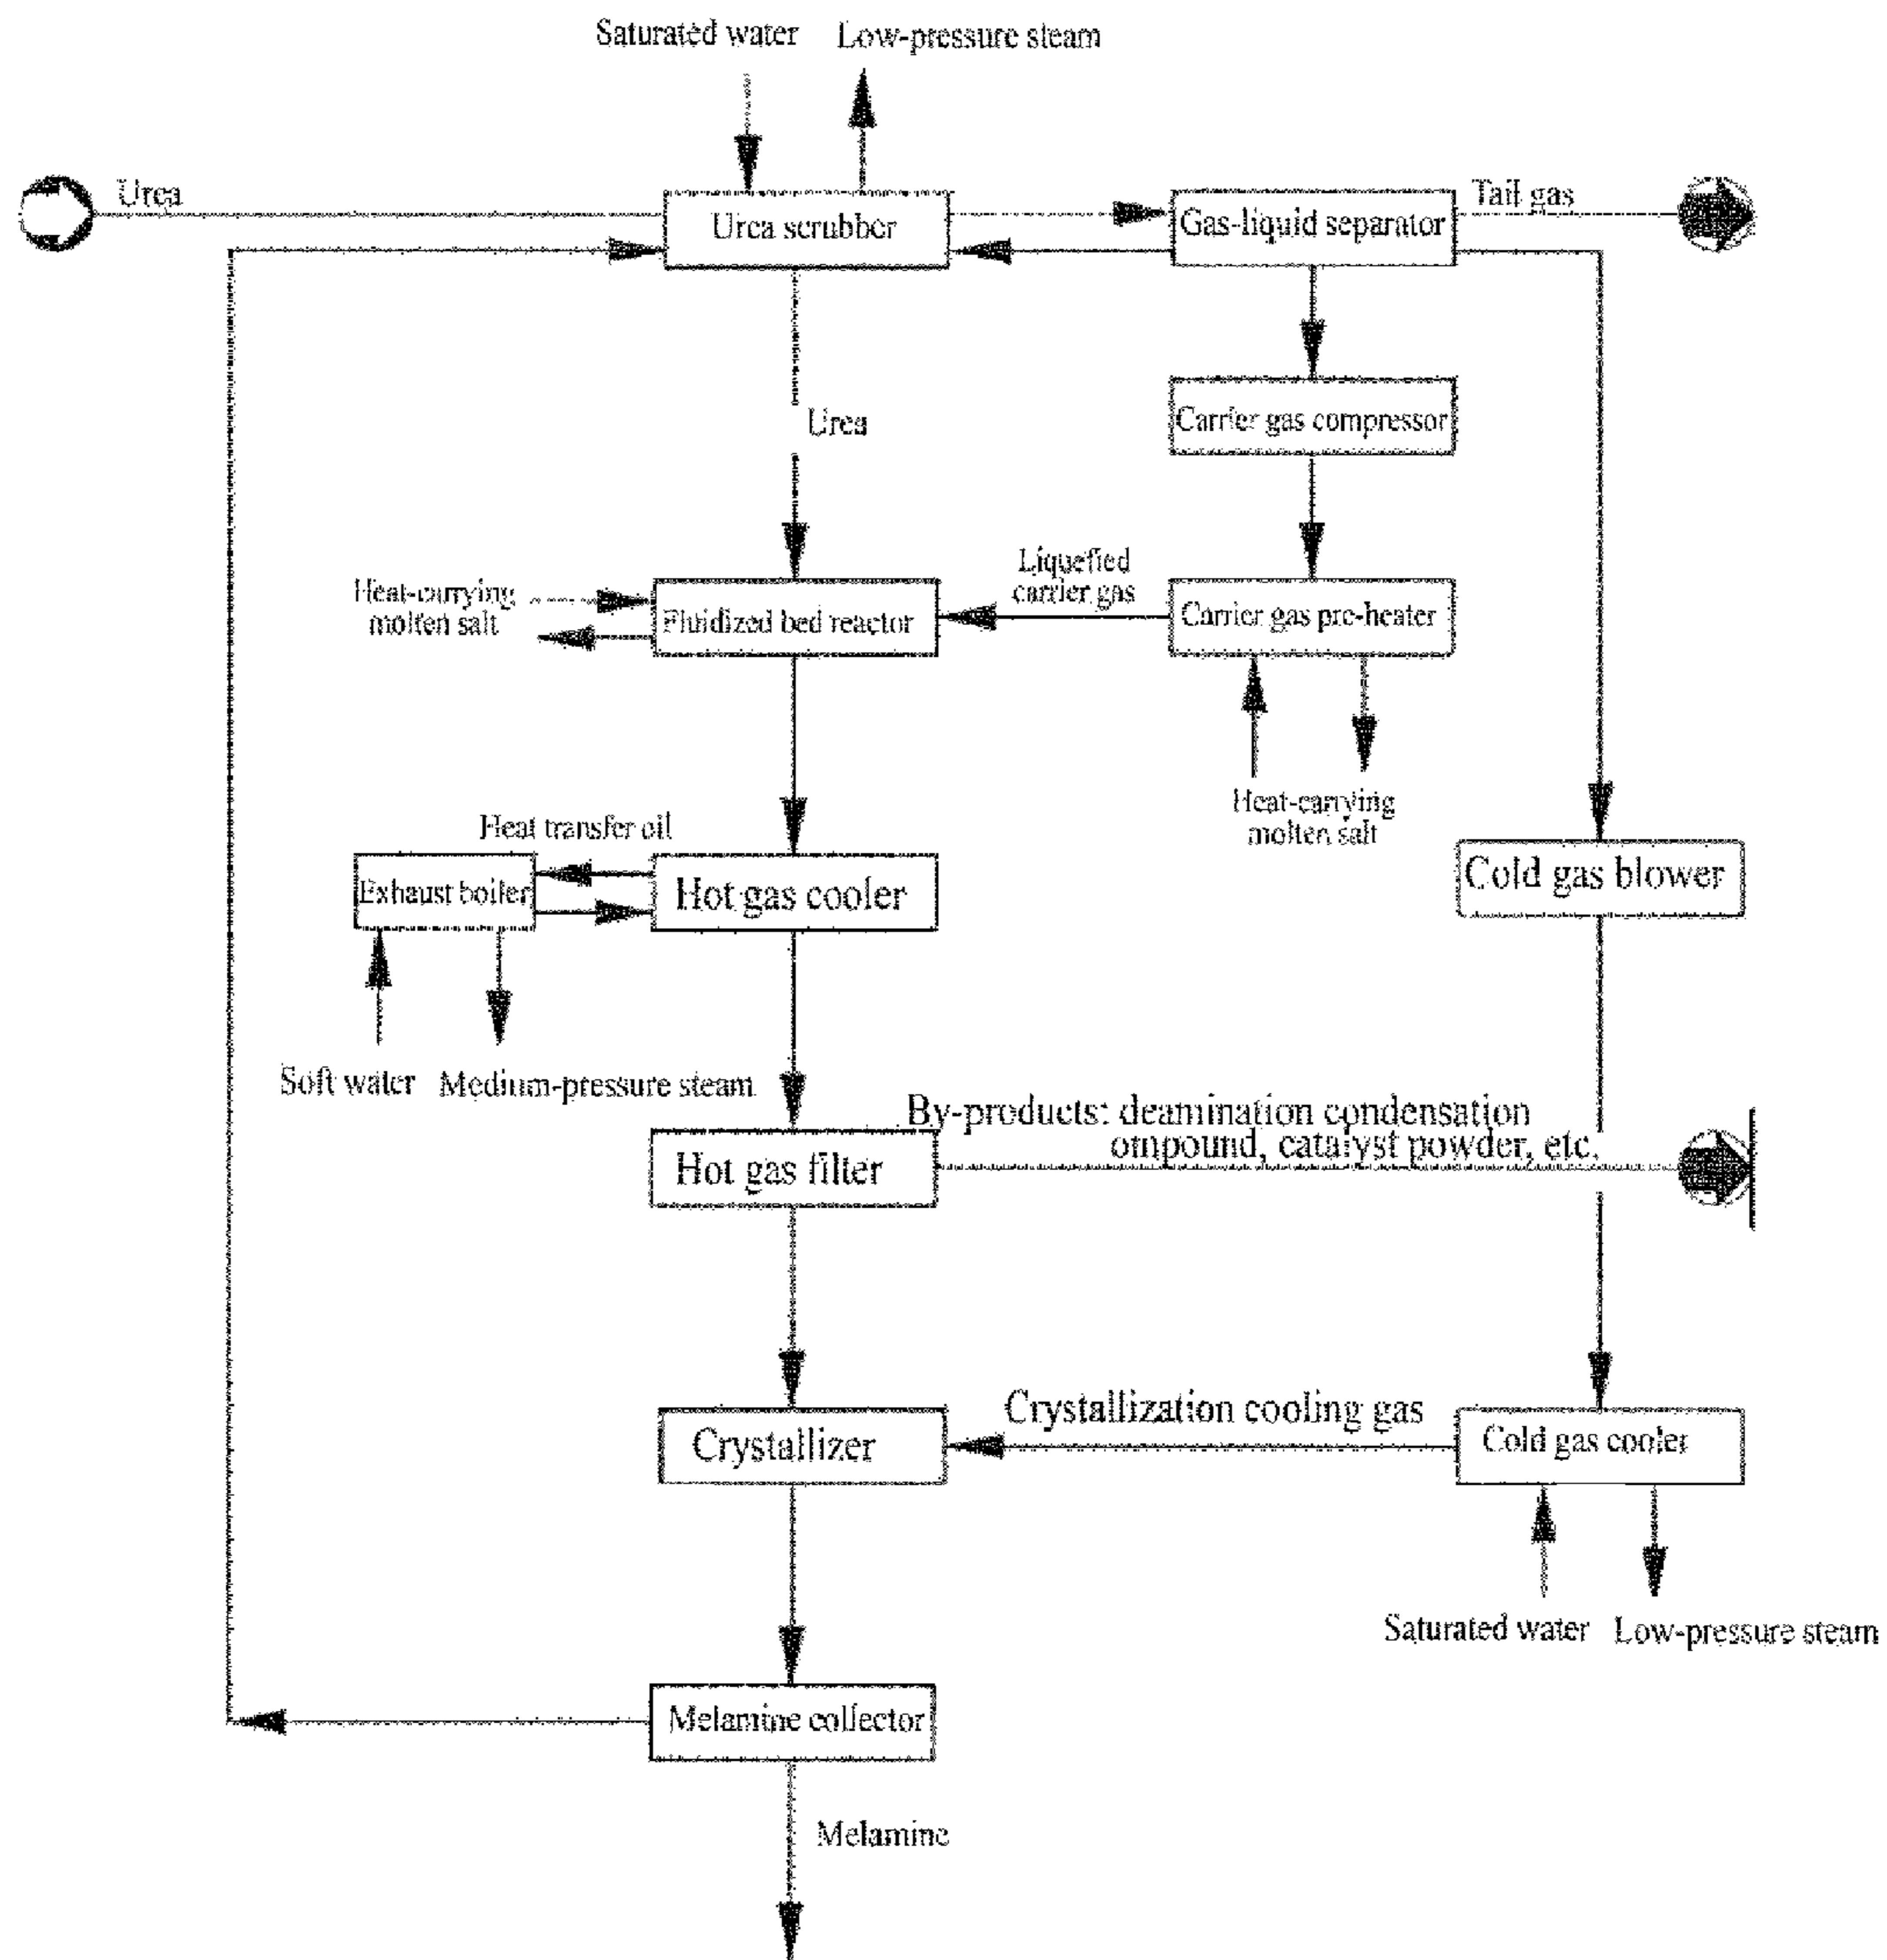 Saturated water
Low-pressure steam
Urea
Urea scrubber
Gas-liquid separator
Tail gas
Carrier gas compressor
Urea
Heat-carrying
molten salt
Fluidized bed reactor
Liquefied
carrier gas
Carrier gas pre-heater
Heat-carrying
molten salt
Heat transfer oil
Exhaust boiler
Hot gas cooler
Cold gas blower
Soft water
Medium-pressure steam
By-products: deamination condensation
ompound, catalyst powder, etc.
Hot gas filter
Crystallizer
Crystallization cooling gas
Cold gas cooler
Saturated water
Low-pressure steam
Melamine collector
Melamine